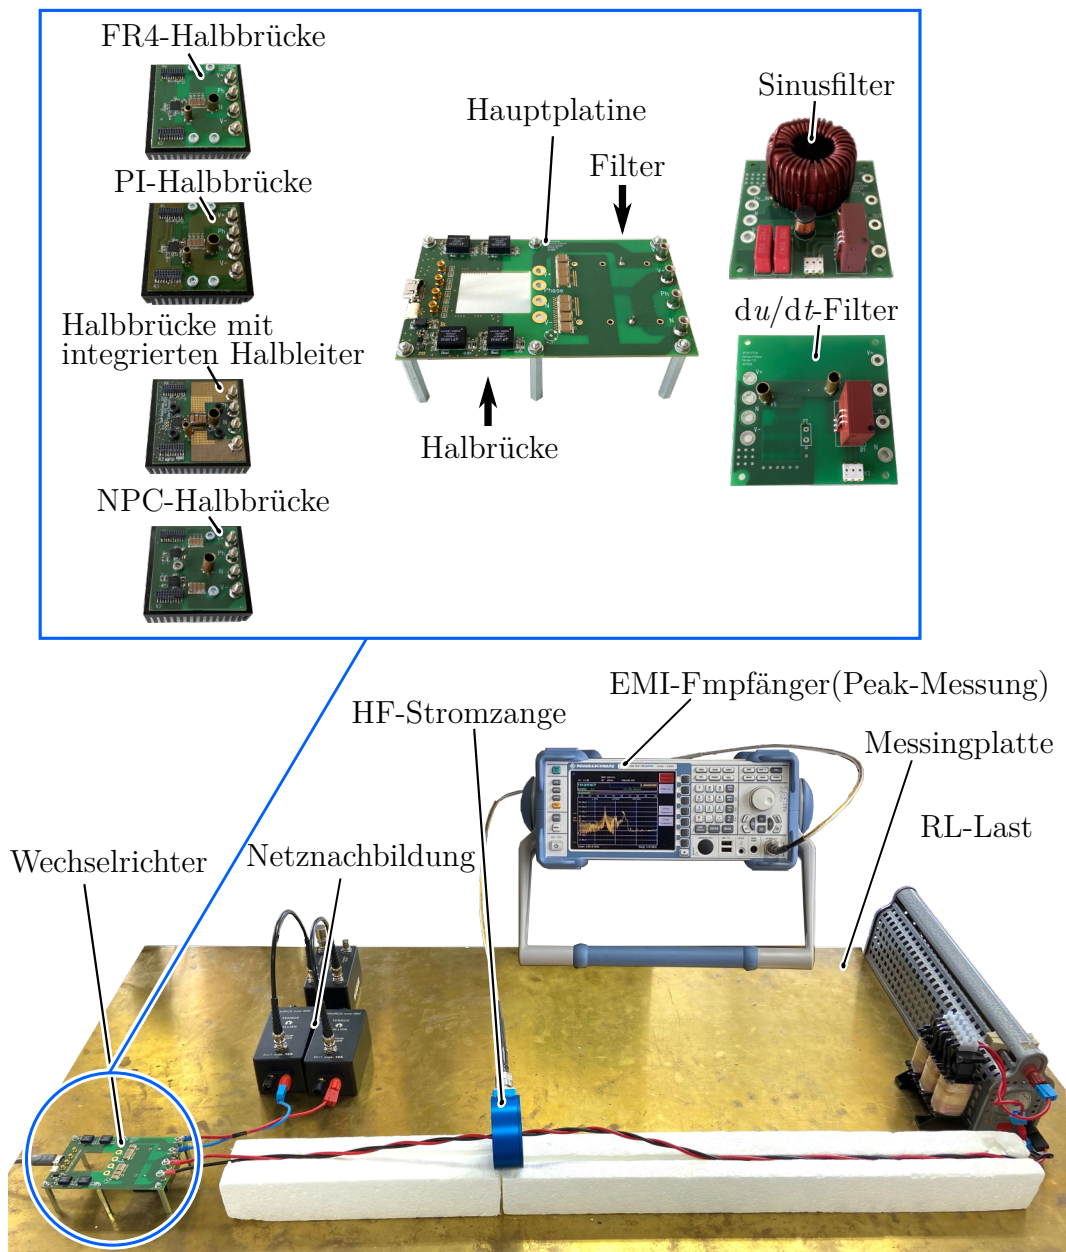 FR4-Halbbrücke
Sinusfilter
Hauptplatine
Filter
PI-Halbbrücke
du/dt-Filter
Halbbrücke mit
integrierten Halbleiter
Halbrücke
NPC-Halbbrücke
EMI-Fmpfänger(Peak-Messung)
HF-Stromzange
Messingplatte
RL-Last
Wechselrichter
Netznachbildung